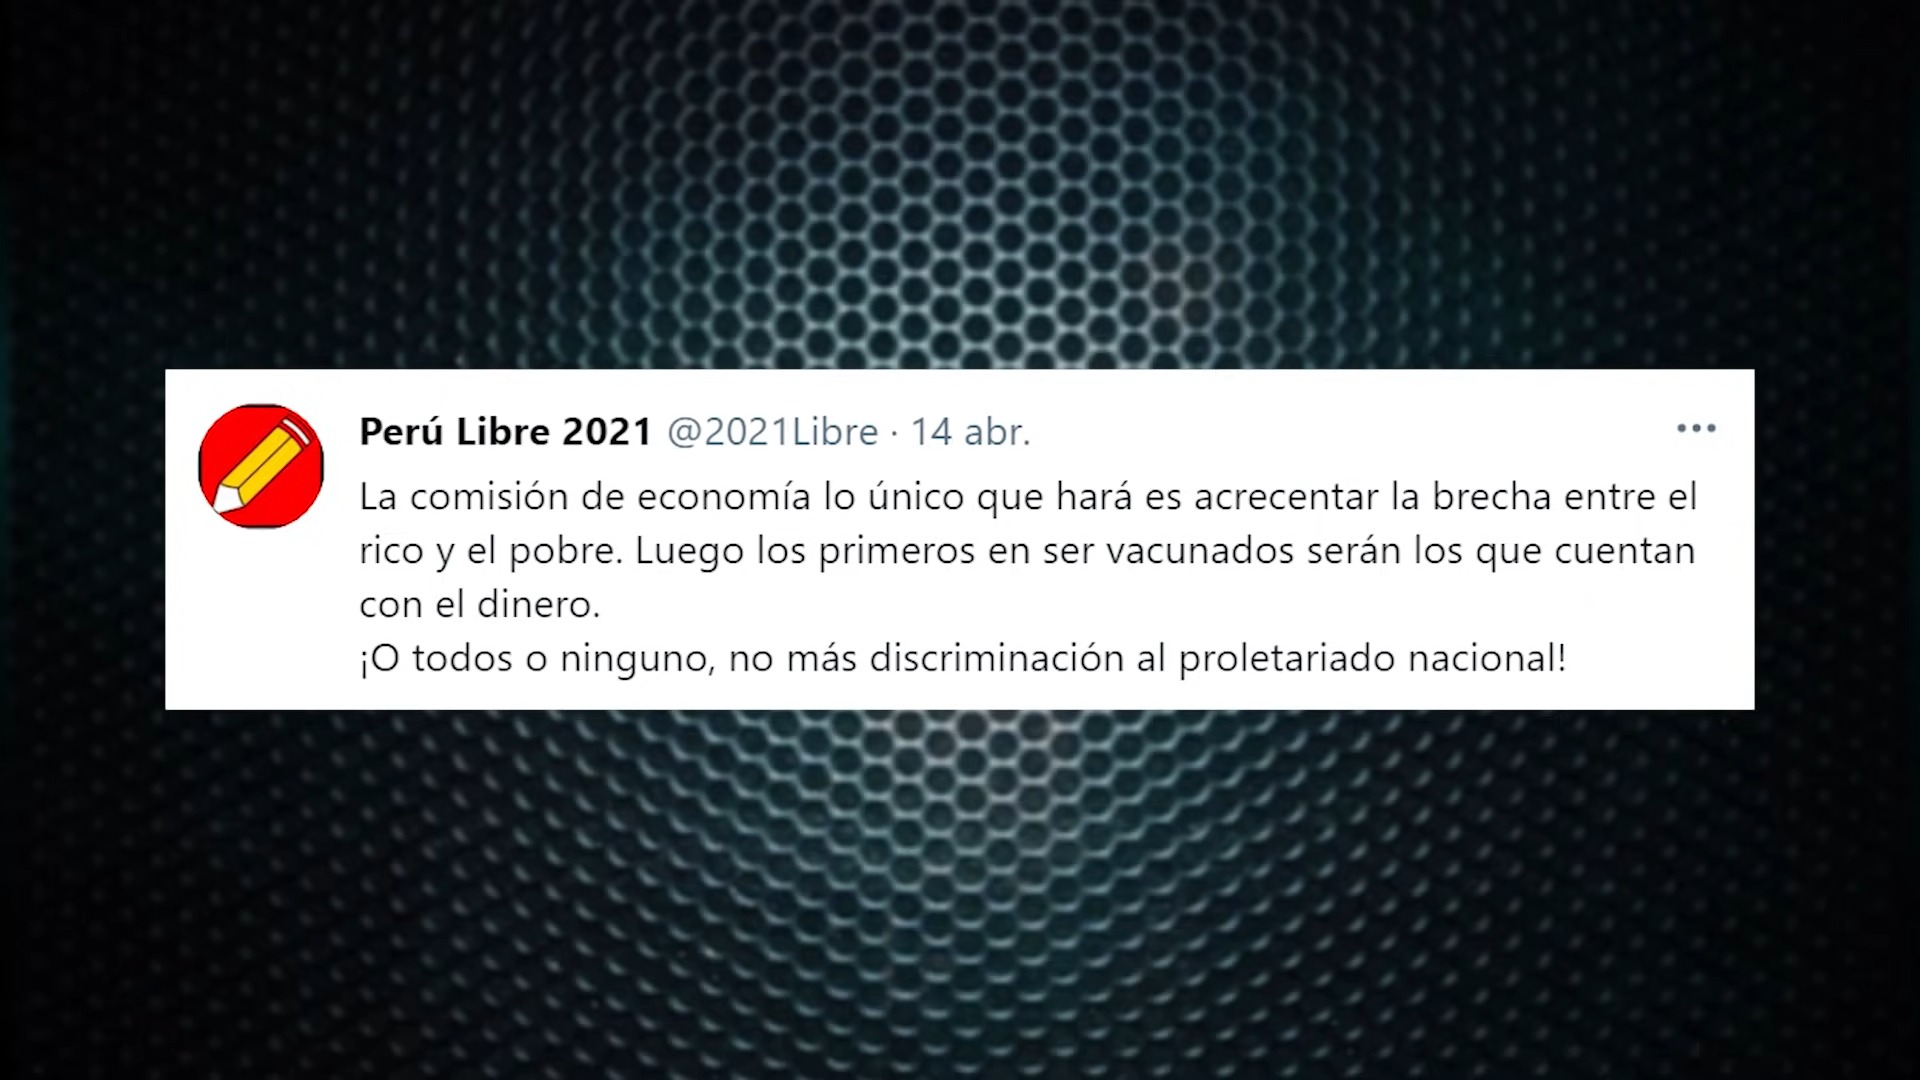 Perú Libre 2021 @2021Libre · 14 abr.
La comisión de economía lo único que hará es acrecentar la brecha entre el
rico y el pobre. Luego los primeros en ser vacunados serán los que cuentan
con el dinero.
¡O todos o ninguno, no más discriminación al proletariado nacional!